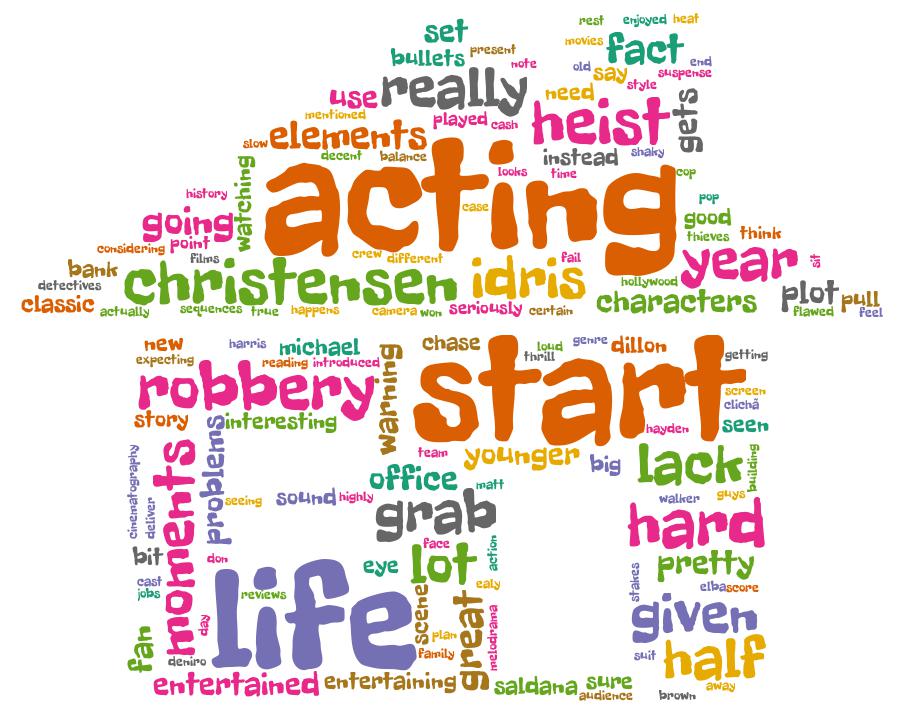 rest enjoyed heat
set movies fact
bullets present old say end
note style suspense
use really need gets
mentioned played cash heist
slow elements instead shaky
decent balance looks time cop
watching acting
history case pop
going good
point thieves think
considering films crew different fail year sit
bank christensen idris hollywood
detectives characters plot pull
classic actually sequences true happens camera won seriously certain flawed feel
new harris michael chase loud genre dillon
expecting reading introduced thrill getting
robbery warning start screen
clichã
story interesting hayden seen
moments problems team younger big lack building
cinematography office matt
deliver seeing sound highly walker guys
grab hard
bit face action
don eye lot pretty
cast life ealy stakes elba score
jobs reviews scene given
day great plan melodrama
fan family suit half
deniro away
entertained entertaining saldana sure
audience brown